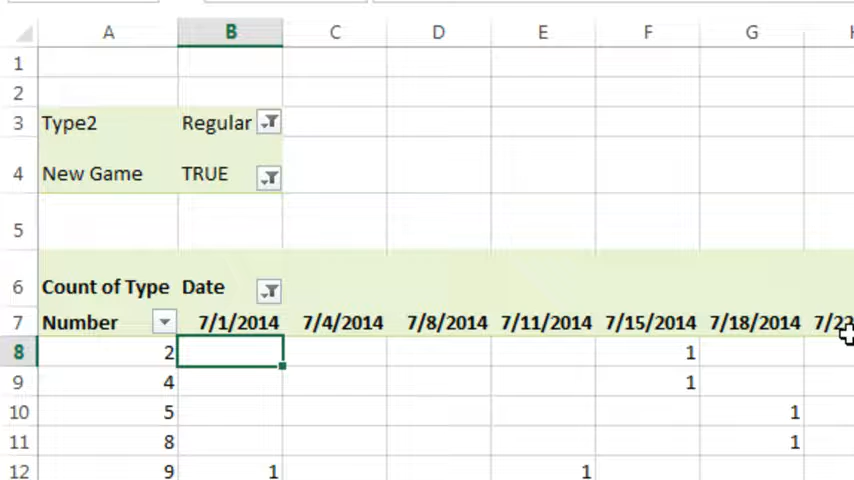 A B C D E F G
1
2
3 Type2 Regular
4 New Game TRUE
5
6 Count of Type Date
7 Number 7/1/2014 7/4/2014 7/8/2014 7/11/2014 7/15/2014 7/18/2014
8 2 1
9 4 1
10 5 1
11 8 1
12 9 1 1